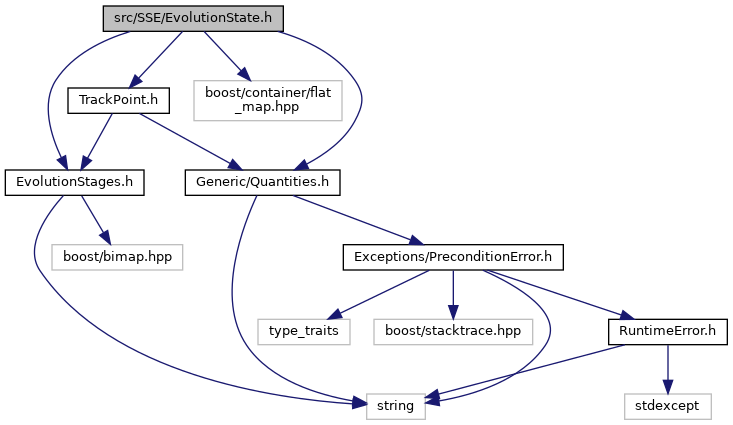 src/SSE/EvolutionState.h
TrackPoint.h
boost/container/flat
_map.hpp
EvolutionStages.h
Generic/Quantities.h
boost/bimap.hpp
Exceptions/PreconditionError.h
type_traits
boost/stacktrace.hpp
RuntimeError.h
string
stdexcept